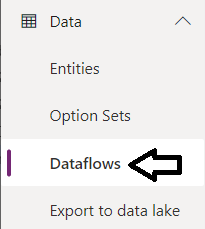 Data
Entities
Option Sets
Dataflows
Export to data lake